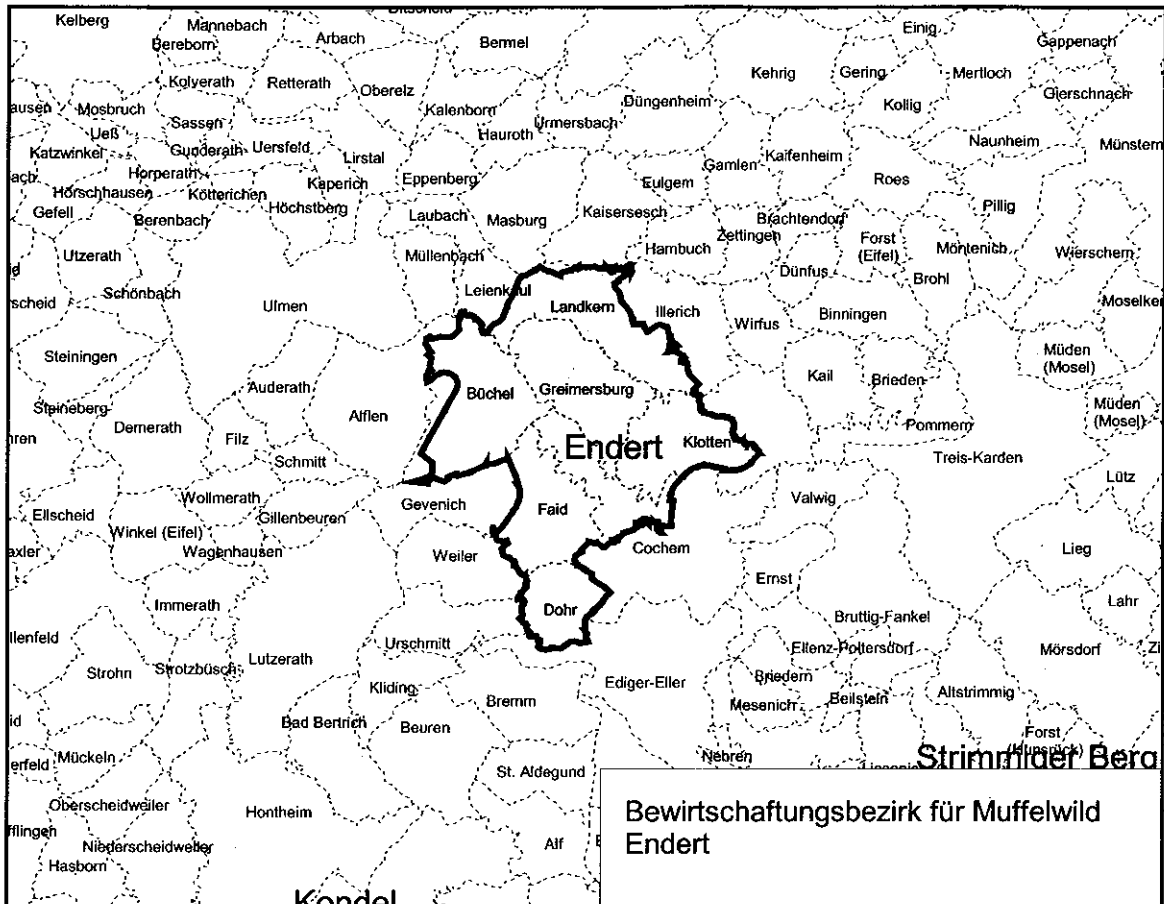 Kelberg
Mannebach
Arbach
Bermel
Einig
Gappenach
Bereborn
Kolverath
Retterath
Oberelz
Kehrig
Gering
Mertloch
Gierschnach
Mosbruch
Kalenborn
Düngenheim
Kollig
Ueß
Sassen
Hauroth
Urmersbach
Naunheim
Münstern
Katzwinkel
Gunderath
Uersfeld
Lirstal
Gamlen
Kaifenheim
Horperath
Kaperich
Eppenberg
Eulgem
Roes
Hörschhausen
Kötterichen
Höchstberg
Gefell
Berenbach
Laubach
Masburg
Kaisersesch
Brachtendorf
Pillig
Utzerath
Müllenbach
Hambuch
Zettingen
Forst
(Eifel)
Möntenich
Wierschem
Schönbach
Ulmen
Leienkaul
Landkern
Dünfus
Brohl
Illerich
Wirfus
Binningen
Moselker
Steiningen
Müden
(Mosel)
Auderath
Büchel
Greimersburg
Kail
Brieden
Steineberg
Alflen
Müden
(Mosel)
Demerath
Filz
Schmitt
Endert
Klotten
Pommern
Treis-Karden
Wollmerath
Gevenich
Valwig
Lütz
Ellscheid
Winkel (Eifel)
Gillenbeuren
Faid
Wagenhausen
Weiler
Cochem
Lieg
Ernst
Immerath
Dohr
Lahr
Bruttig-Fankel
Urschmitt
Ellenz-Poltersdorf
Mörsdorf
Strohn
Strotzbüsch
Lutzerath
Kliding
Ediger-Eller
Briedern
Bremm
Mesenich
Beilstein
Altstrimmig
Bad Bertrich
Beuren
Forst
(Hunsrück)
Mückeln
Nehren
Strimmiger Berg
St. Aldegund
Oberscheidweiler
Hontheim
Niederscheidweiler
Alf
Hasborn
Kondel
Bewirtschaftungsbezirk für Muffelwild
Endert